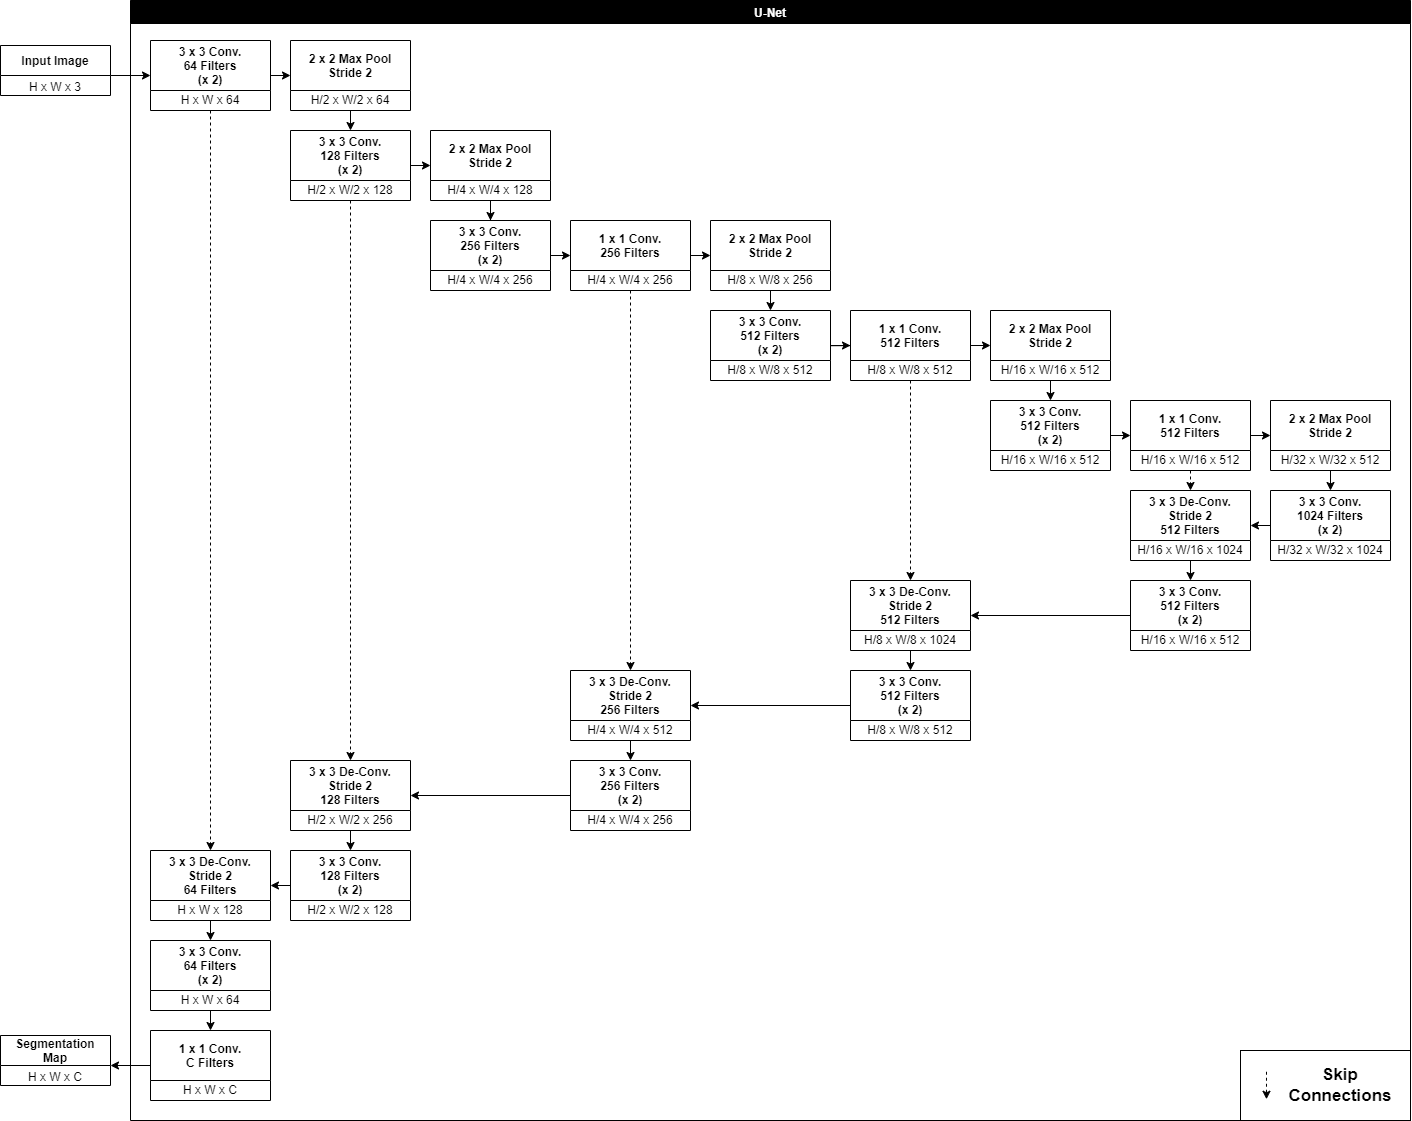 U-Net
Input Image
H x W x 3
3 x 3 Conv.
64 Filters
(x 2)
H x W x 64
2 x 2 Max Pool
Stride 2
H/2 x W/2 x 64
3 x 3 Conv.
128 Filters
(x 2)
H/2 x W/2 x 128
2 x 2 Max Pool
Stride 2
H/4 x W/4 x 128
3 x 3 Conv.
256 Filters
(x 2)
H/4 x W/4 x 256
1 x 1 Conv.
256 Filters
H/4 x W/4 x 256
2 x 2 Max Pool
Stride 2
H/8 x W/8 x 256
3 x 3 Conv.
512 Filters
(x 2)
H/8 x W/8 x 512
1 x 1 Conv.
512 Filters
H/8 x W/8 x 512
2 x 2 Max Pool
Stride 2
H/16 x W/16 x 512
3 x 3 Conv.
512 Filters
(x 2)
H/16 x W/16 x 512
1 x 1 Conv.
512 Filters
H/16 x W/16 x 512
2 x 2 Max Pool
Stride 2
H/32 x W/32 x 512
3 x 3 De-Conv.
Stride 2
512 Filters
H/16 x W/16 x 1024
3 x 3 Conv.
1024 Filters
(x 2)
H/32 x W/32 x 1024
3 x 3 De-Conv.
Stride 2
512 Filters
H/8 x W/8 x 1024
3 x 3 Conv.
512 Filters
(x 2)
H/16 x W/16 x 512
3 x 3 De-Conv.
Stride 2
256 Filters
H/4 x W/4 x 512
3 x 3 Conv.
512 Filters
(x 2)
H/8 x W/8 x 512
3 x 3 De-Conv.
Stride 2
128 Filters
H/2 x W/2 x 256
3 x 3 Conv.
256 Filters
(x 2)
H/4 x W/4 x 256
3 x 3 De-Conv.
Stride 2
64 Filters
H x W x 128
3 x 3 Conv.
128 Filters
(x 2)
H/2 x W/2 x 128
3 x 3 Conv.
64 Filters
(x 2)
H x W x 64
Segmentation
Map
H x W x C
1 x 1 Conv.
C Filters
H x W x C
Skip
Connections